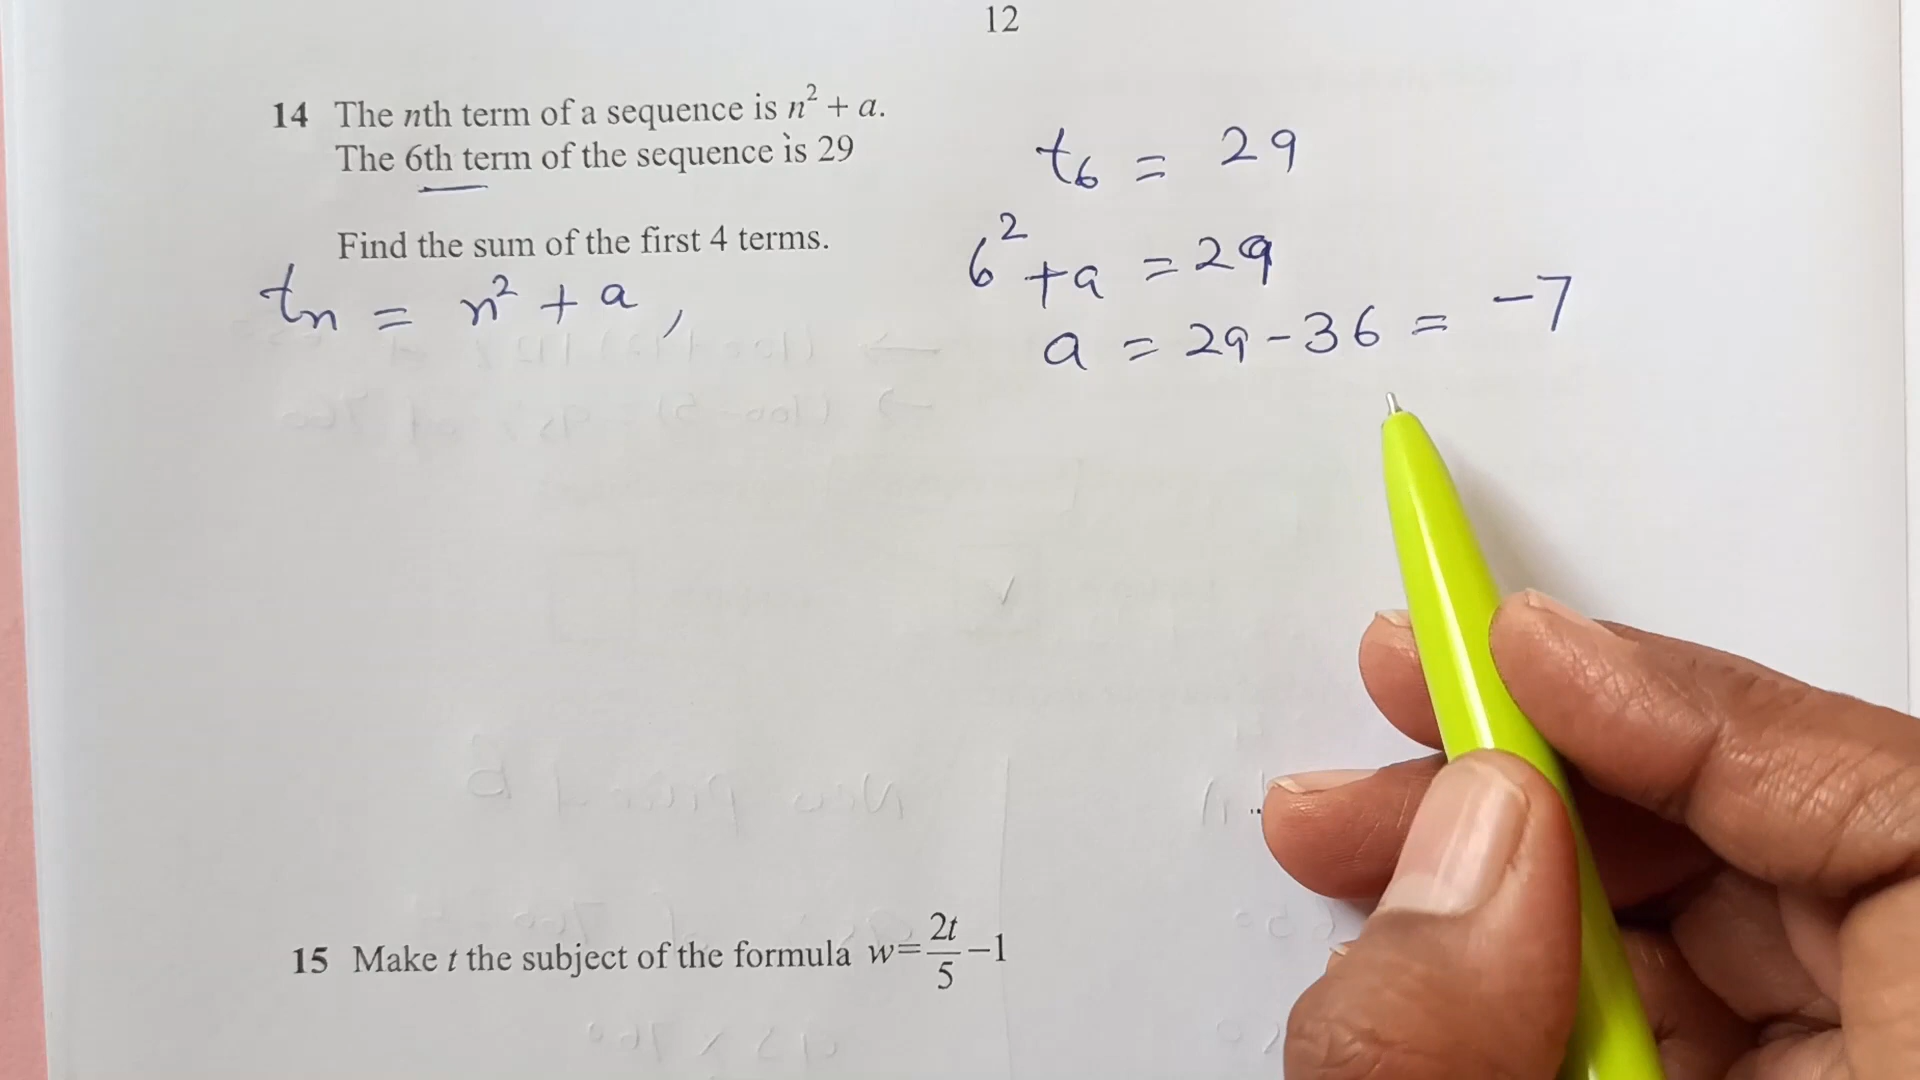 12
14 The nth term of a sequence is n² + a.
The 6th term of the sequence is 29
Find the sum of the first 4 terms.
tₙ = n² + a ,
t₆ = 29
6² + a = 29
a = 29 - 36 = -7
15 Make t the subject of the formula w = 2t/5 − 1